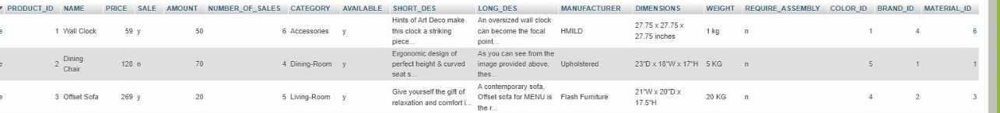 PRODUCT_ID NAME PRICE SALE AMOUNT NUMBER_OF_SALES CATEGORY AVAILABLE SHORT_DES LONG_DES MANUFACTURER DIMENSIONS WEIGHT REQUIRE_ASSEMBLY COLOR_ID BRAND_ID MATERIAL_ID
Hints of Art Deco make An oversized wall clock 27.75 x 27.75 x
e 1 Wall Clock 59 y 50 6 Accessories y this clock a striking can become the focal HMILD 27.75 inches 1 kg n 1 4 6
piece... point...
Dining Ergonomic design of As you can see from the
e 2 Chair 128 n 70 4 Dining-Room y perfect height & curved image provided above, Upholstered 23"D x 18"W x 17"H 5 KG n 5 1 1
seat s... thes...
Give yourself the gift of A contemporary sofa, 21"W x 20"D x
e 3 Offset Sofa 269 y 20 5 Living-Room y relaxation and comfort i... Offset sofa for MENU is Flash Furniture 17.5"H 20 KG n 4 2 3
the r...